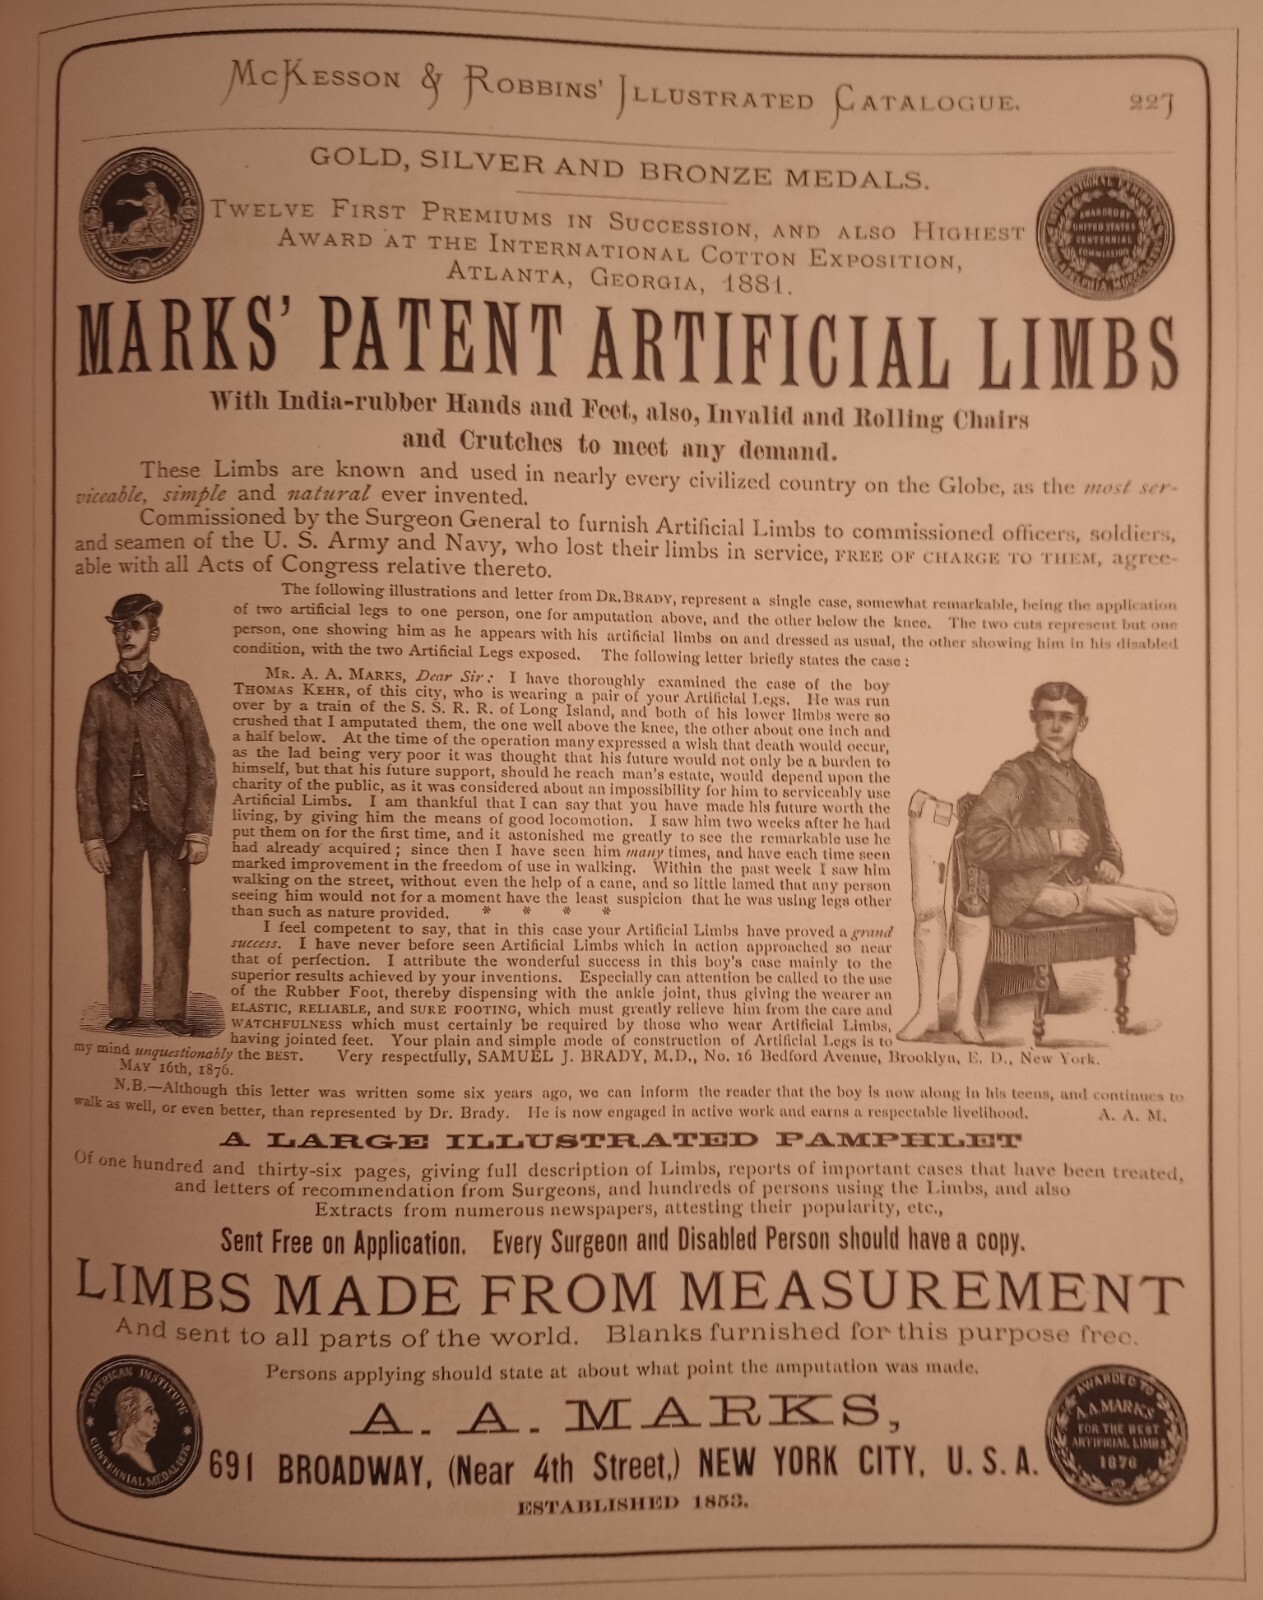 McKesson & Robbins' Illustrated Catalogue. 227
GOLD, SILVER AND BRONZE MEDALS.
Twelve First Premiums in Succession, and also Highest
Award at the International Cotton Exposition,
Atlanta, Georgia, 1881.
AWARDED BY
UNITED STATES
CENTENNIAL
COMMISSION
MARKS' PATENT ARTIFICIAL LIMBS
With India-rubber Hands and Feet, also, Invalid and Rolling Chairs
and Crutches to meet any demand.
These Limbs are known and used in nearly every civilized country on the Globe, as the most ser-
viceable, simple and natural ever invented.
Commissioned by the Surgeon General to furnish Artificial Limbs to commissioned officers, soldiers,
and seamen of the U. S. Army and Navy, who lost their limbs in service, FREE OF CHARGE TO THEM, agree-
able with all Acts of Congress relative thereto.
The following illustrations and letter from DR. BRADY, represent a single case, somewhat remarkable, being the application
of two artificial legs to one person, one for amputation above, and the other below the knee. The two cuts represent but one
person, one showing him as he appears with his artificial limbs on and dressed as usual, the other showing him in his disabled
condition, with the two Artificial Legs exposed. The following letter briefly states the case:
MR. A. A. MARKS, Dear Sir: I have thoroughly examined the case of the boy
THOMAS KEHR, of this city, who is wearing a pair of your Artificial Legs. He was run
over by a train of the S. S. R. R. of Long Island, and both of his lower limbs were so
crushed that I amputated them, the one well above the knee, the other about one inch and
a half below. At the time of the operation many expressed a wish that death would occur,
as the lad being very poor it was thought that his future would not only be a burden to
himself, but that his future support, should he reach man's estate, would depend upon the
charity of the public, as it was considered about an impossibility for him to serviceably use
Artificial Limbs. I am thankful that I can say that you have made his future worth the
living, by giving him the means of good locomotion. I saw him two weeks after he had
put them on for the first time, and it astonished me greatly to see the remarkable use he
had already acquired; since then I have seen him many times, and have each time seen
marked improvement in the freedom of use in walking. Within the past week I saw him
walking on the street, without even the help of a cane, and so little lamed that any person
seeing him would not for a moment have the least suspicion that he was using legs other
than such as nature provided. * * * *
I feel competent to say, that in this case your Artificial Limbs have proved a grand
success. I have never before seen Artificial Limbs which in action approached so near
that of perfection. I attribute the wonderful success in this boy's case mainly to the
superior results achieved by your inventions. Especially can attention be called to the use
of the Rubber Foot, thereby dispensing with the ankle joint, thus giving the wearer an
ELASTIC, RELIABLE, and SURE FOOTING, which must greatly relieve him from the care and
WATCHFULNESS which must certainly be required by those who wear Artificial Limbs,
having jointed feet. Your plain and simple mode of construction of Artificial Legs is to
my mind unquestionably the BEST. Very respectfully, SAMUEL J. BRADY, M.D., No. 16 Bedford Avenue, Brooklyn, E. D., New York.
MAY 16th, 1876.
N.B.—Although this letter was written some six years ago, we can inform the reader that the boy is now along in his teens, and continues to
walk as well, or even better, than represented by Dr. Brady. He is now engaged in active work and earns a respectable livelihood. A. A. M.
A LARGE ILLUSTRATED PAMPHLET
Of one hundred and thirty-six pages, giving full description of Limbs, reports of important cases that have been treated,
and letters of recommendation from Surgeons, and hundreds of persons using the Limbs, and also
Extracts from numerous newspapers, attesting their popularity, etc.,
Sent Free on Application. Every Surgeon and Disabled Person should have a copy.
LIMBS MADE FROM MEASUREMENT
And sent to all parts of the world. Blanks furnished for this purpose free.
Persons applying should state at about what point the amputation was made.
AMERICAN INSTITUTE
CENTENNIAL MEDAL 1876
A. A. MARKS,
691 BROADWAY, (Near 4th Street,) NEW YORK CITY, U. S. A.
ESTABLISHED 1853.
AWARDED TO
A.A. MARKS
FOR THE BEST
ARTIFICIAL LIMBS
1876